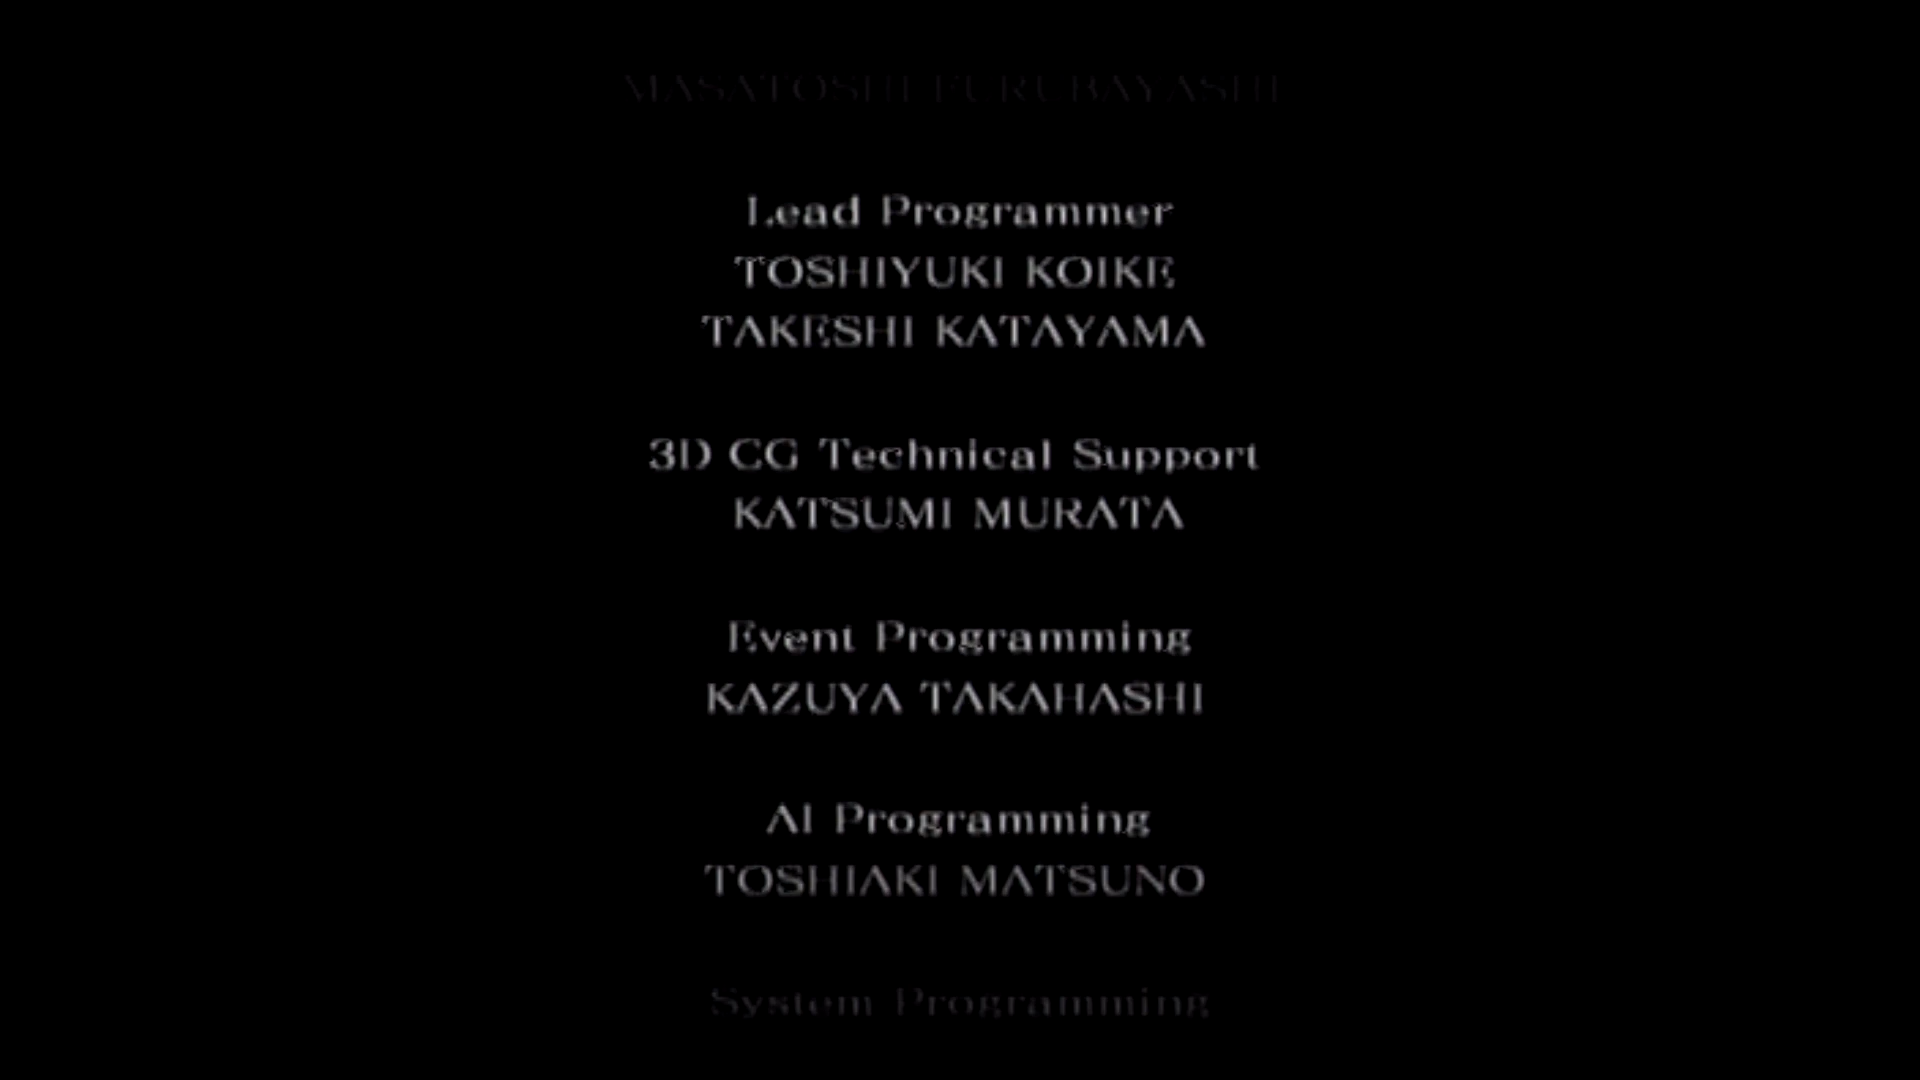 MASATOSHI FURUBAYASHI
Lead Programmer
TOSHIYUKI KOIKE
TAKESHI KATAYAMA
3D CG Technical Support
KATSUMI MURATA
Event Programming
KAZUYA TAKAHASHI
AI Programming
TOSHIAKI MATSUNO
System Programming